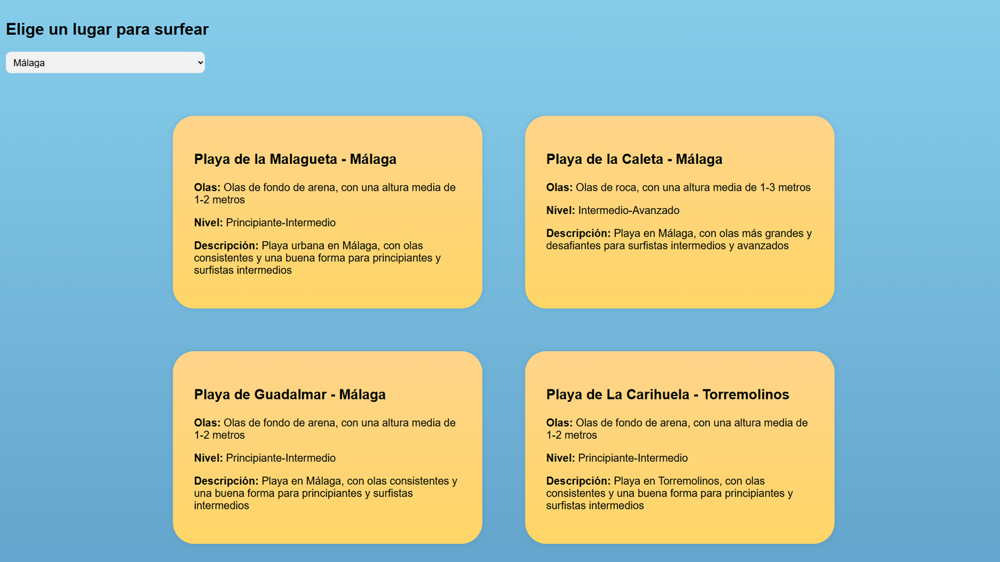 Elige un lugar para surfear
Málaga
Playa de la Malagueta - Málaga
Olas: Olas de fondo de arena, con una altura media de
1-2 metros
Nivel: Principiante-Intermedio
Descripción: Playa urbana en Málaga, con olas
consistentes y una buena forma para principiantes y
surfistas intermedios
Playa de la Caleta - Málaga
Olas: Olas de roca, con una altura media de 1-3 metros
Nivel: Intermedio-Avanzado
Descripción: Playa en Málaga, con olas más grandes y
desafiantes para surfistas intermedios y avanzados
Playa de Guadalmar - Málaga
Olas: Olas de fondo de arena, con una altura media de
1-2 metros
Nivel: Principiante-Intermedio
Descripción: Playa en Málaga, con olas consistentes y
una buena forma para principiantes y surfistas
intermedios
Playa de La Carihuela - Torremolinos
Olas: Olas de fondo de arena, con una altura media de
1-2 metros
Nivel: Principiante-Intermedio
Descripción: Playa en Torremolinos, con olas
consistentes y una buena forma para principiantes y
surfistas intermedios